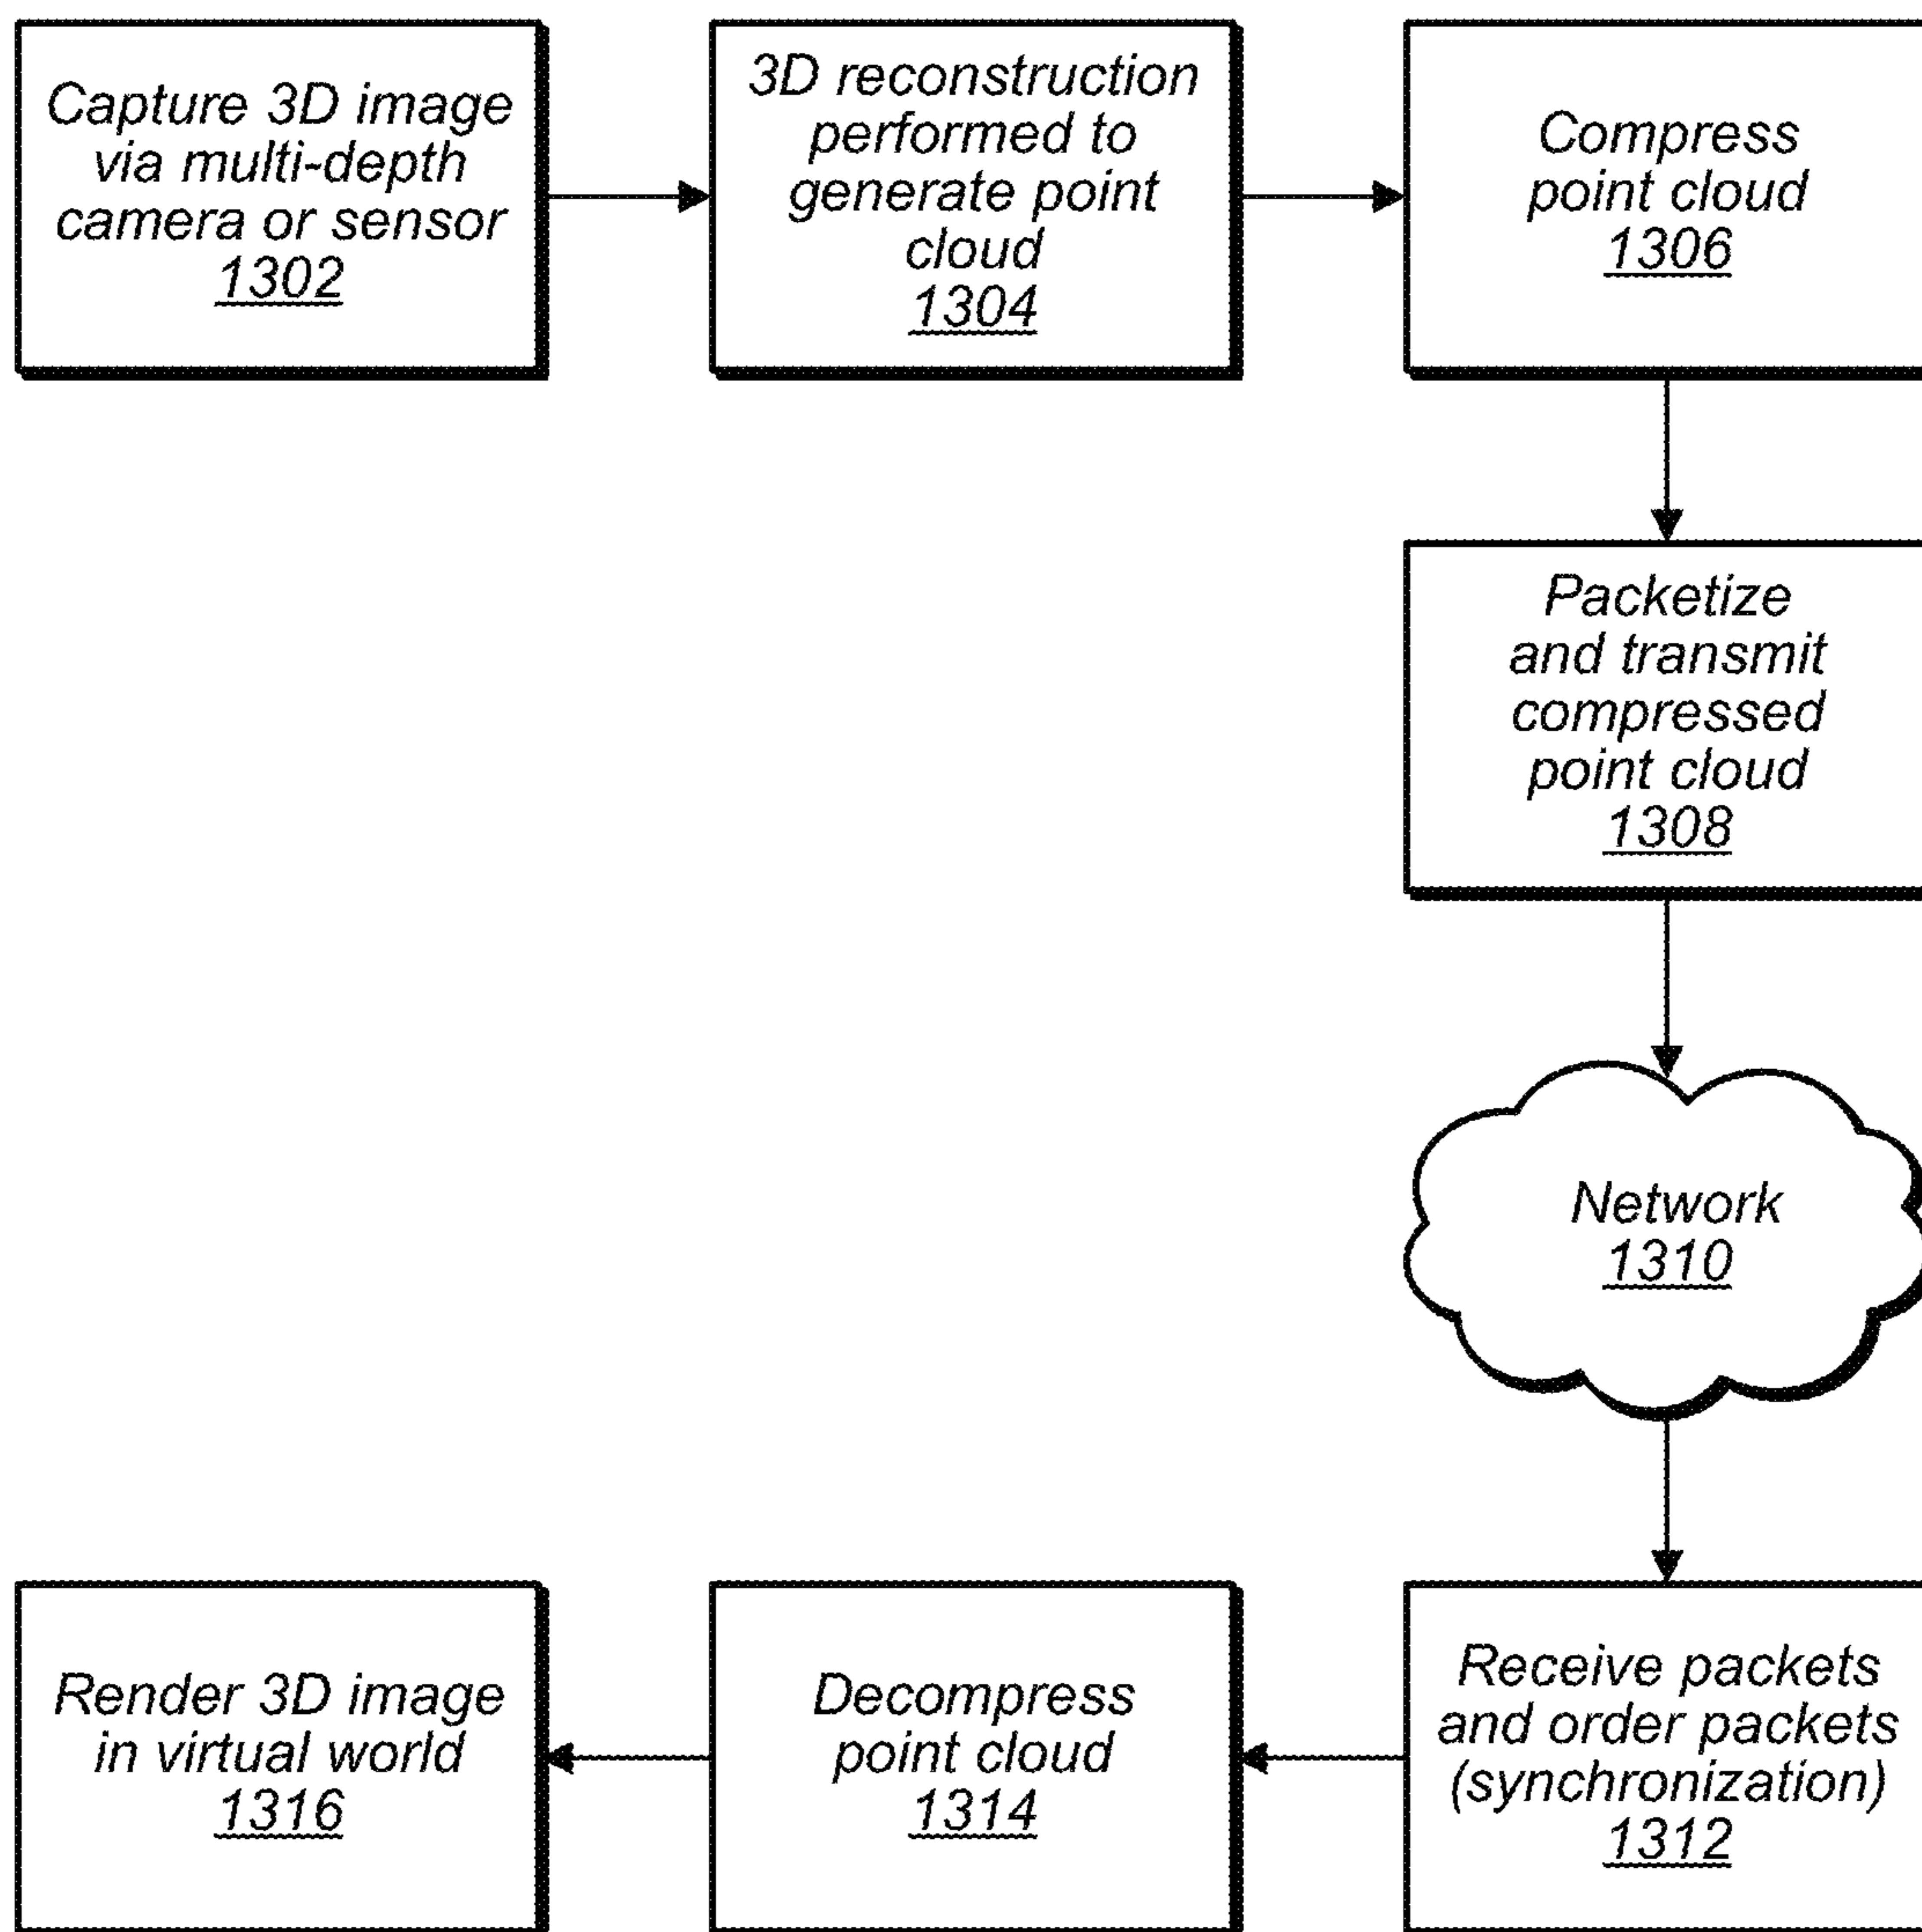 Capture 3D image
via multi-depth
camera or sensor
1302
3D reconstruction
performed to
generate point
cloud
1304
Compress
point cloud
1306
Packetize
and transmit
compressed
point cloud
1308
Network
1310
Receive packets
and order packets
(synchronization)
1312
Decompress
point cloud
1314
Render 3D image
in virtual world
1316